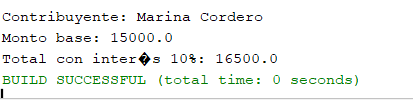 Contribuyente: Marina Cordero
Monto base: 15000.0
Total con inter�s 10%: 16500.0
BUILD SUCCESSFUL (total time: 0 seconds)